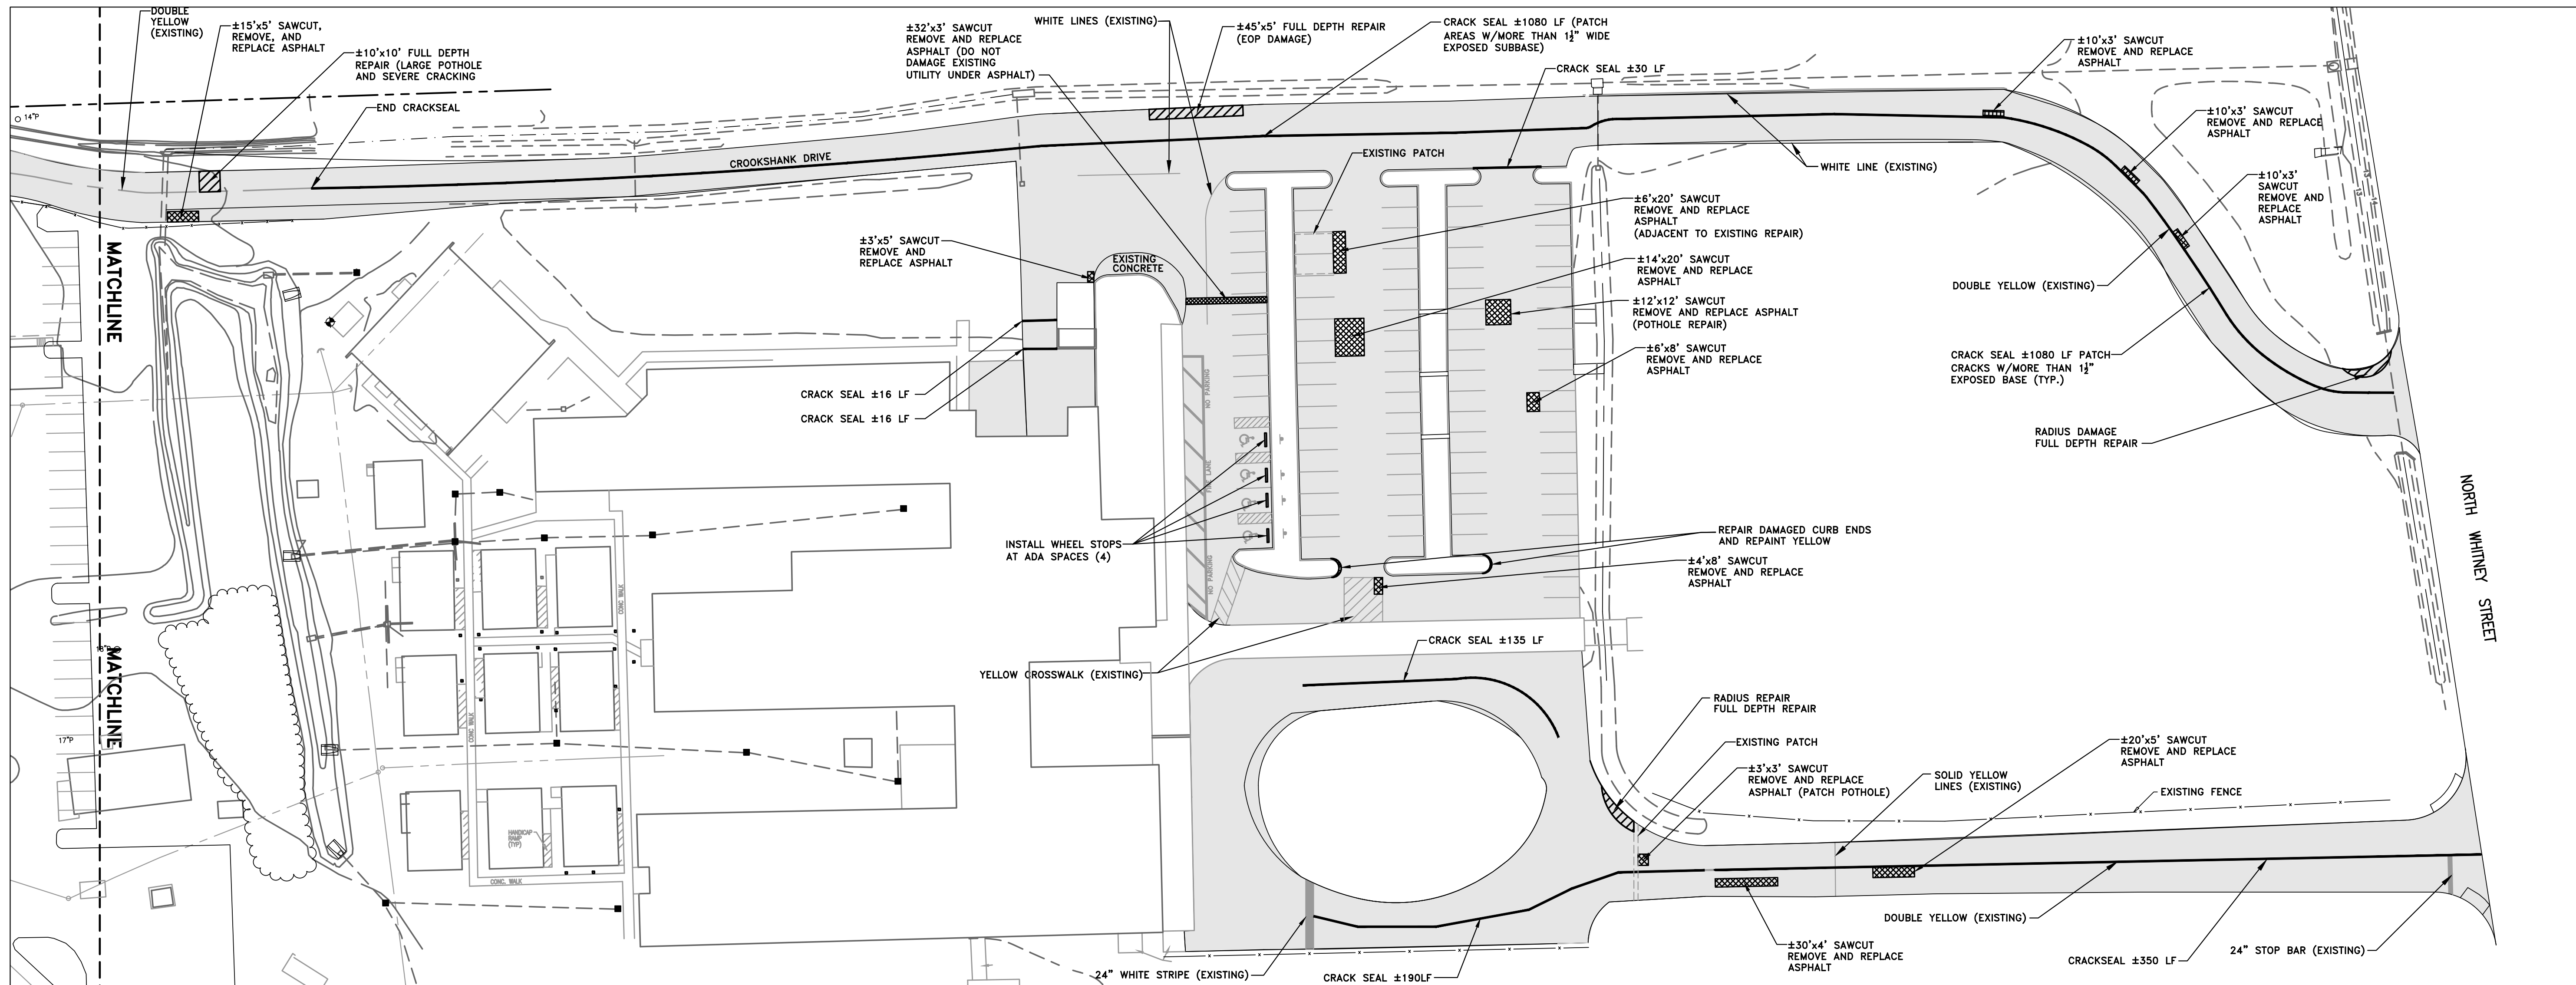 DOUBLE
YELLOW
(EXISTING)
±15'x5' SAWCUT,
REMOVE, AND
REPLACE ASPHALT
±10'x10' FULL DEPTH
REPAIR (LARGE POTHOLE
AND SEVERE CRACKING
END CRACKSEAL
14"P
CROOKSHANK DRIVE
±32'x3' SAWCUT
REMOVE AND REPLACE
ASPHALT (DO NOT
DAMAGE EXISTING
UTILITY UNDER ASPHALT)
WHITE LINES (EXISTING)
±45'x5' FULL DEPTH REPAIR
(EOP DAMAGE)
CRACK SEAL ±1080 LF (PATCH
AREAS W/MORE THAN 1½" WIDE
EXPOSED SUBBASE)
CRACK SEAL ±30 LF
EXISTING PATCH
WHITE LINE (EXISTING)
±10'x3' SAWCUT
REMOVE AND REPLACE
ASPHALT
±10'x3' SAWCUT
REMOVE AND REPLACE
ASPHALT
±10'x3'
SAWCUT
REMOVE AND
REPLACE
ASPHALT
13
±6'x20' SAWCUT
REMOVE AND REPLACE
ASPHALT
(ADJACENT TO EXISTING REPAIR)
±14'x20' SAWCUT
REMOVE AND REPLACE
ASPHALT
±12'x12' SAWCUT
REMOVE AND REPLACE ASPHALT
(POTHOLE REPAIR)
±6'x8' SAWCUT
REMOVE AND REPLACE
ASPHALT
DOUBLE YELLOW (EXISTING)
CRACK SEAL ±1080 LF PATCH
CRACKS W/MORE THAN 1½"
EXPOSED BASE (TYP.)
RADIUS DAMAGE
FULL DEPTH REPAIR
±3'x5' SAWCUT
REMOVE AND
REPLACE ASPHALT
EXISTING
CONCRETE
MATCHLINE
CRACK SEAL ±16 LF
CRACK SEAL ±16 LF
NO PARKING
FIRE LANE
NO PARKING
INSTALL WHEEL STOPS
AT ADA SPACES (4)
REPAIR DAMAGED CURB ENDS
AND REPAINT YELLOW
±4'x8' SAWCUT
REMOVE AND REPLACE
ASPHALT
NORTH WHITNEY STREET
CONC WALK
MATCHLINE
YELLOW CROSSWALK (EXISTING)
CRACK SEAL ±135 LF
RADIUS REPAIR
FULL DEPTH REPAIR
EXISTING PATCH
±3'x3' SAWCUT
REMOVE AND REPLACE
ASPHALT (PATCH POTHOLE)
SOLID YELLOW
LINES (EXISTING)
±20'x5' SAWCUT
REMOVE AND REPLACE
ASPHALT
EXISTING FENCE
17"P
CONC WALK
HANDICAP
RAMP
(TYP)
CONC. WALK
DOUBLE YELLOW (EXISTING)
±30'x4' SAWCUT
REMOVE AND REPLACE
ASPHALT
24" WHITE STRIPE (EXISTING)
CRACK SEAL ±190LF
CRACKSEAL ±350 LF
24" STOP BAR (EXISTING)